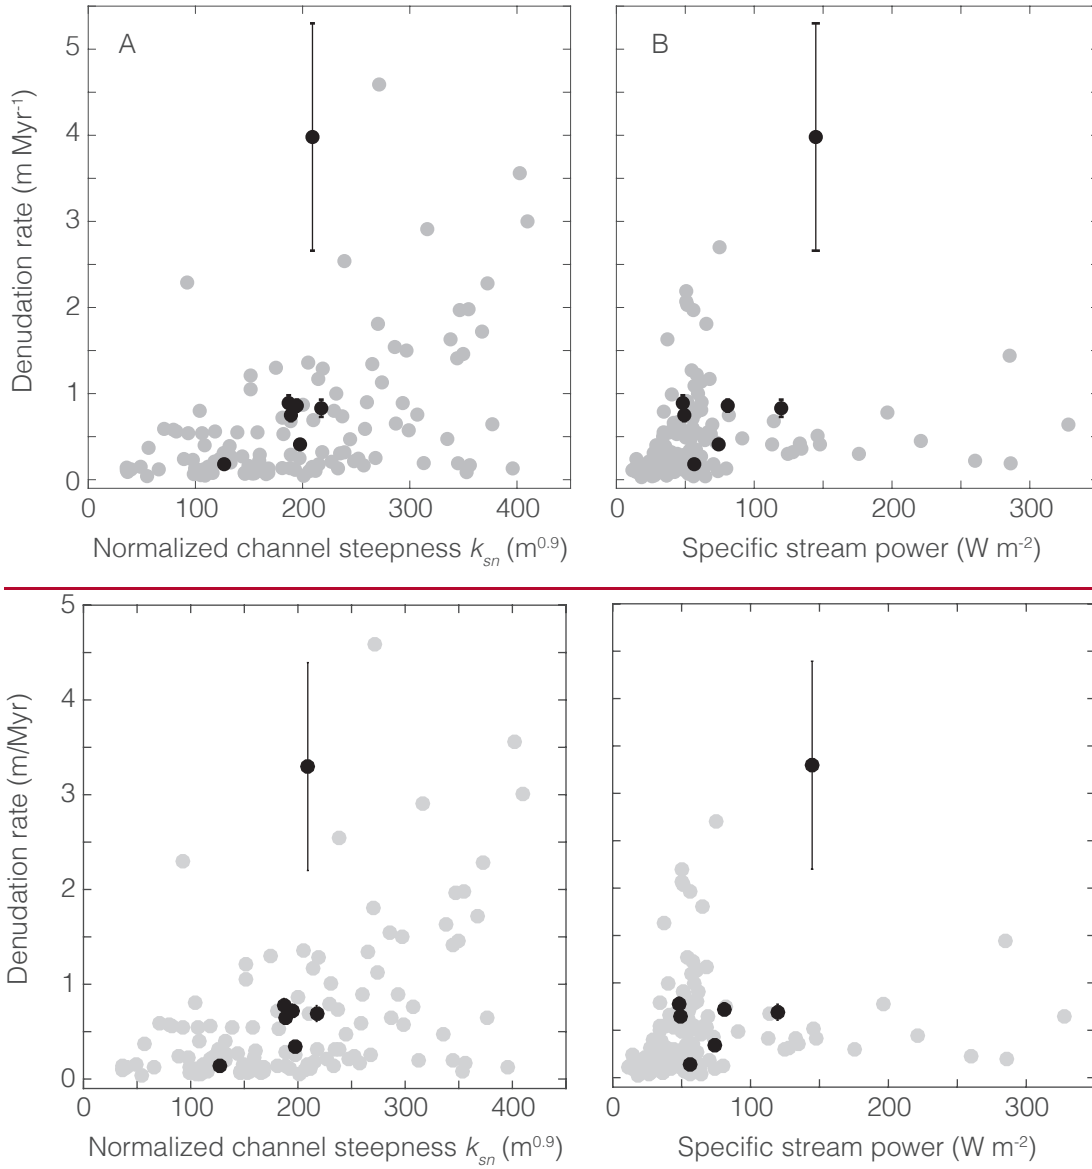 A
B
5
4
3
2
1
0
Denudation rate (m Myr⁻¹)
0 100 200 300 400
0 100 200 300
Normalized channel steepness kₛₙ (m⁰·⁹)
Specific stream power (W m⁻²)
5
4
3
2
1
0
Denudation rate (m/Myr)
0 100 200 300 400
0 100 200 300
Normalized channel steepness kₛₙ (m⁰·⁹)
Specific stream power (W m⁻²)